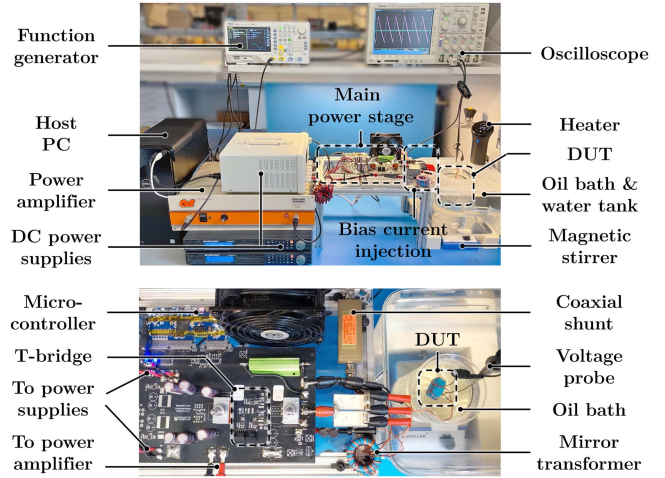 Function
generator
Oscilloscope
Main
power stage
Host
PC
Heater
DUT
Power
amplifier
Oil bath &
water tank
DC power
supplies
Bias current
injection
Magnetic
stirrer
Micro-
controller
Coaxial
shunt
T-bridge
DUT
Voltage
probe
To power
supplies
Oil bath
To power
amplifier
Mirror
transformer